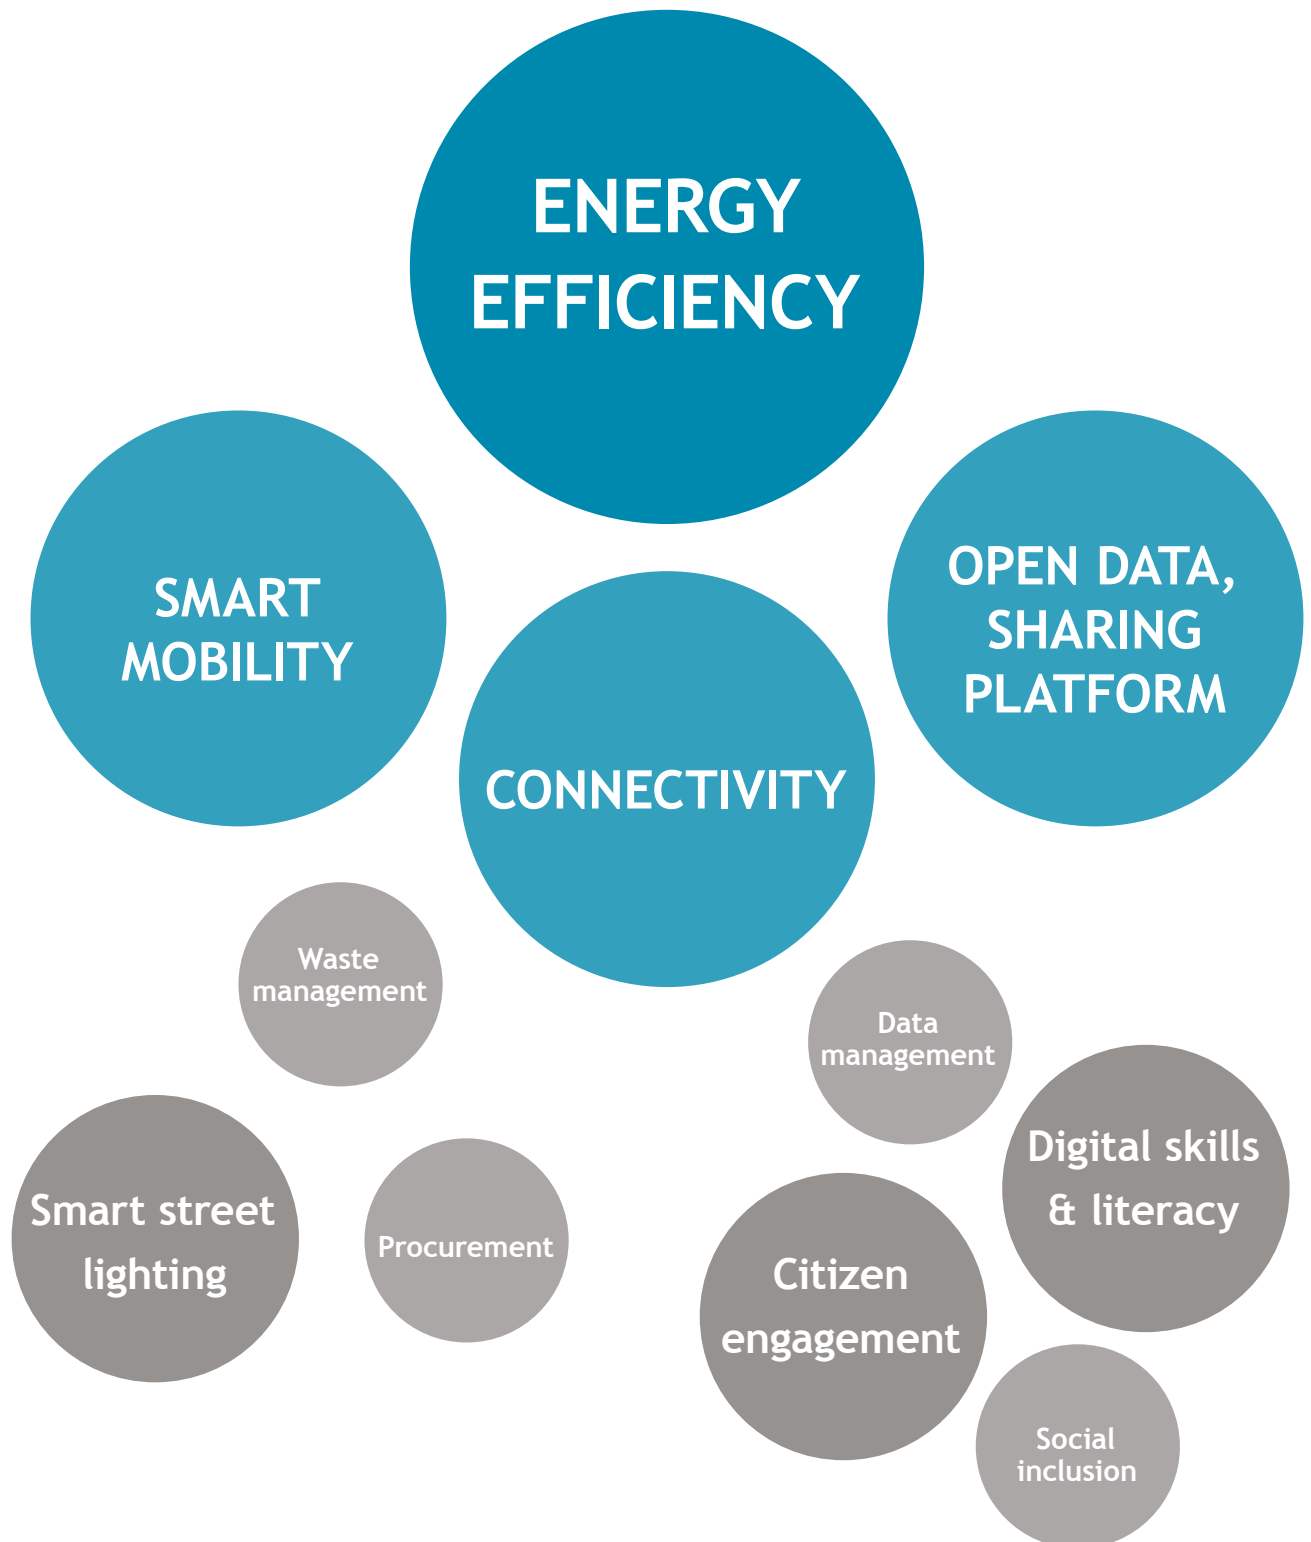 ENERGY
EFFICIENCY
SMART
MOBILITY
OPEN DATA,
SHARING
PLATFORM
CONNECTIVITY
Waste
management
Data
management
Smart street
lighting
Procurement
Digital skills
& literacy
Citizen
engagement
Social
inclusion